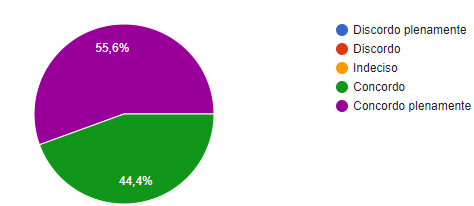 55,6%
44,4%
Discordo plenamente
Discordo
Indeciso
Concordo
Concordo plenamente